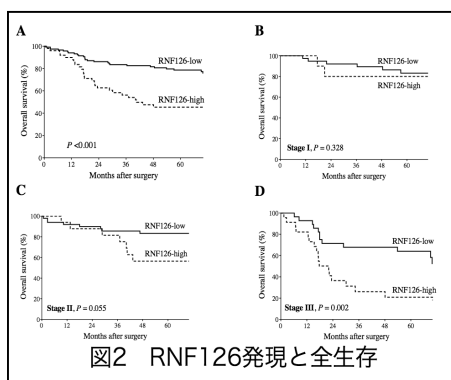 A
Overall survival (%)
100
80
60
40
20
0
RNF126-low
RNF126-high
P <0.001
0 12 24 36 48 60
Months after surgery
B
Overall survival (%)
100
80
60
40
20
0
RNF126-low
RNF126-high
Stage I, P = 0.328
0 12 24 36 48 60
Months after surgery
C
Overall survival (%)
100
80
60
40
20
0
RNF126-low
RNF126-high
Stage II, P = 0.055
0 12 24 36 48 60
Months after surgery
D
Overall survival (%)
100
80
60
40
20
0
RNF126-low
RNF126-high
Stage III, P = 0.002
0 12 24 36 48 60
Months after surgery
図2 RNF126発現と全生存